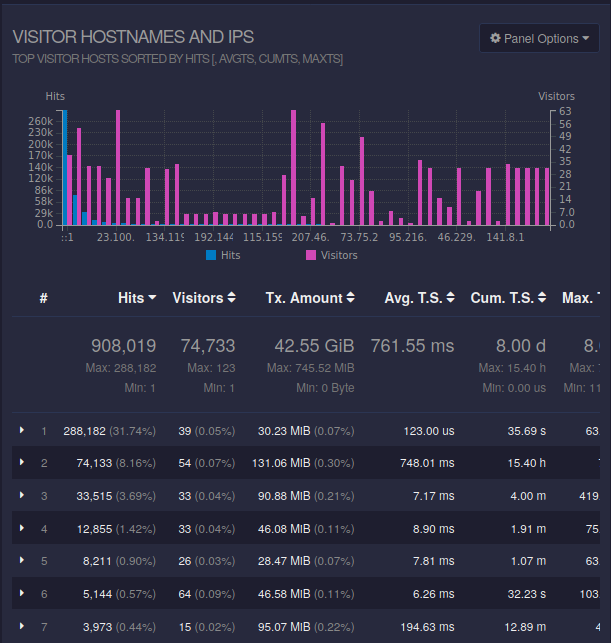 VISITOR HOSTNAMES AND IPS
Panel Options
TOP VISITOR HOSTS SORTED BY HITS [, AVGTS, CUMTS, MAXTS]
Hits Visitors
260k 63
230k 56
200k 49
170k 42
140k 35
120k 28
86k 21
58k 14
29k 7.0
0.0 0.0
::1 23.100. 134.119 192.144 115.159 207.46. 73.75.2 95.216. 46.229. 141.8.1
Hits Visitors
# Hits Visitors Tx. Amount Avg. T.S. Cum. T.S. Max. T
908,019 74,733 42.55 GiB 761.55 ms 8.00 d 8.
Max: 288,182 Max: 123 Max: 745.52 MiB Max: 15.40 h Max:
Min: 1 Min: 1 Min: 0 Byte Min: 0.00 us Min: 11
1 288,182 (31.74%) 39 (0.05%) 30.23 MiB (0.07%) 123.00 us 35.69 s 63.
2 74,133 (8.16%) 54 (0.07%) 131.06 MiB (0.30%) 748.01 ms 15.40 h
3 33,515 (3.69%) 33 (0.04%) 90.88 MiB (0.21%) 7.17 ms 4.00 m 419.
4 12,855 (1.42%) 33 (0.04%) 46.08 MiB (0.11%) 8.90 ms 1.91 m 75.
5 8,211 (0.90%) 26 (0.03%) 28.47 MiB (0.07%) 7.81 ms 1.07 m 63.
6 5,144 (0.57%) 64 (0.09%) 46.58 MiB (0.11%) 6.26 ms 32.23 s 103.
7 3,973 (0.44%) 15 (0.02%) 95.07 MiB (0.22%) 194.63 ms 12.89 m 4